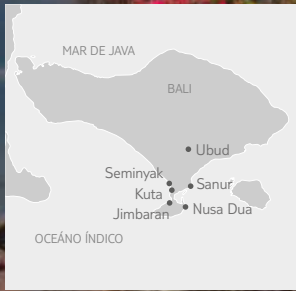 MAR DE JAVA
BALI
Ubud
Seminyak
Sanur
Kuta
Nusa Dua
Jimbaran
OCEÁNO ÍNDICO